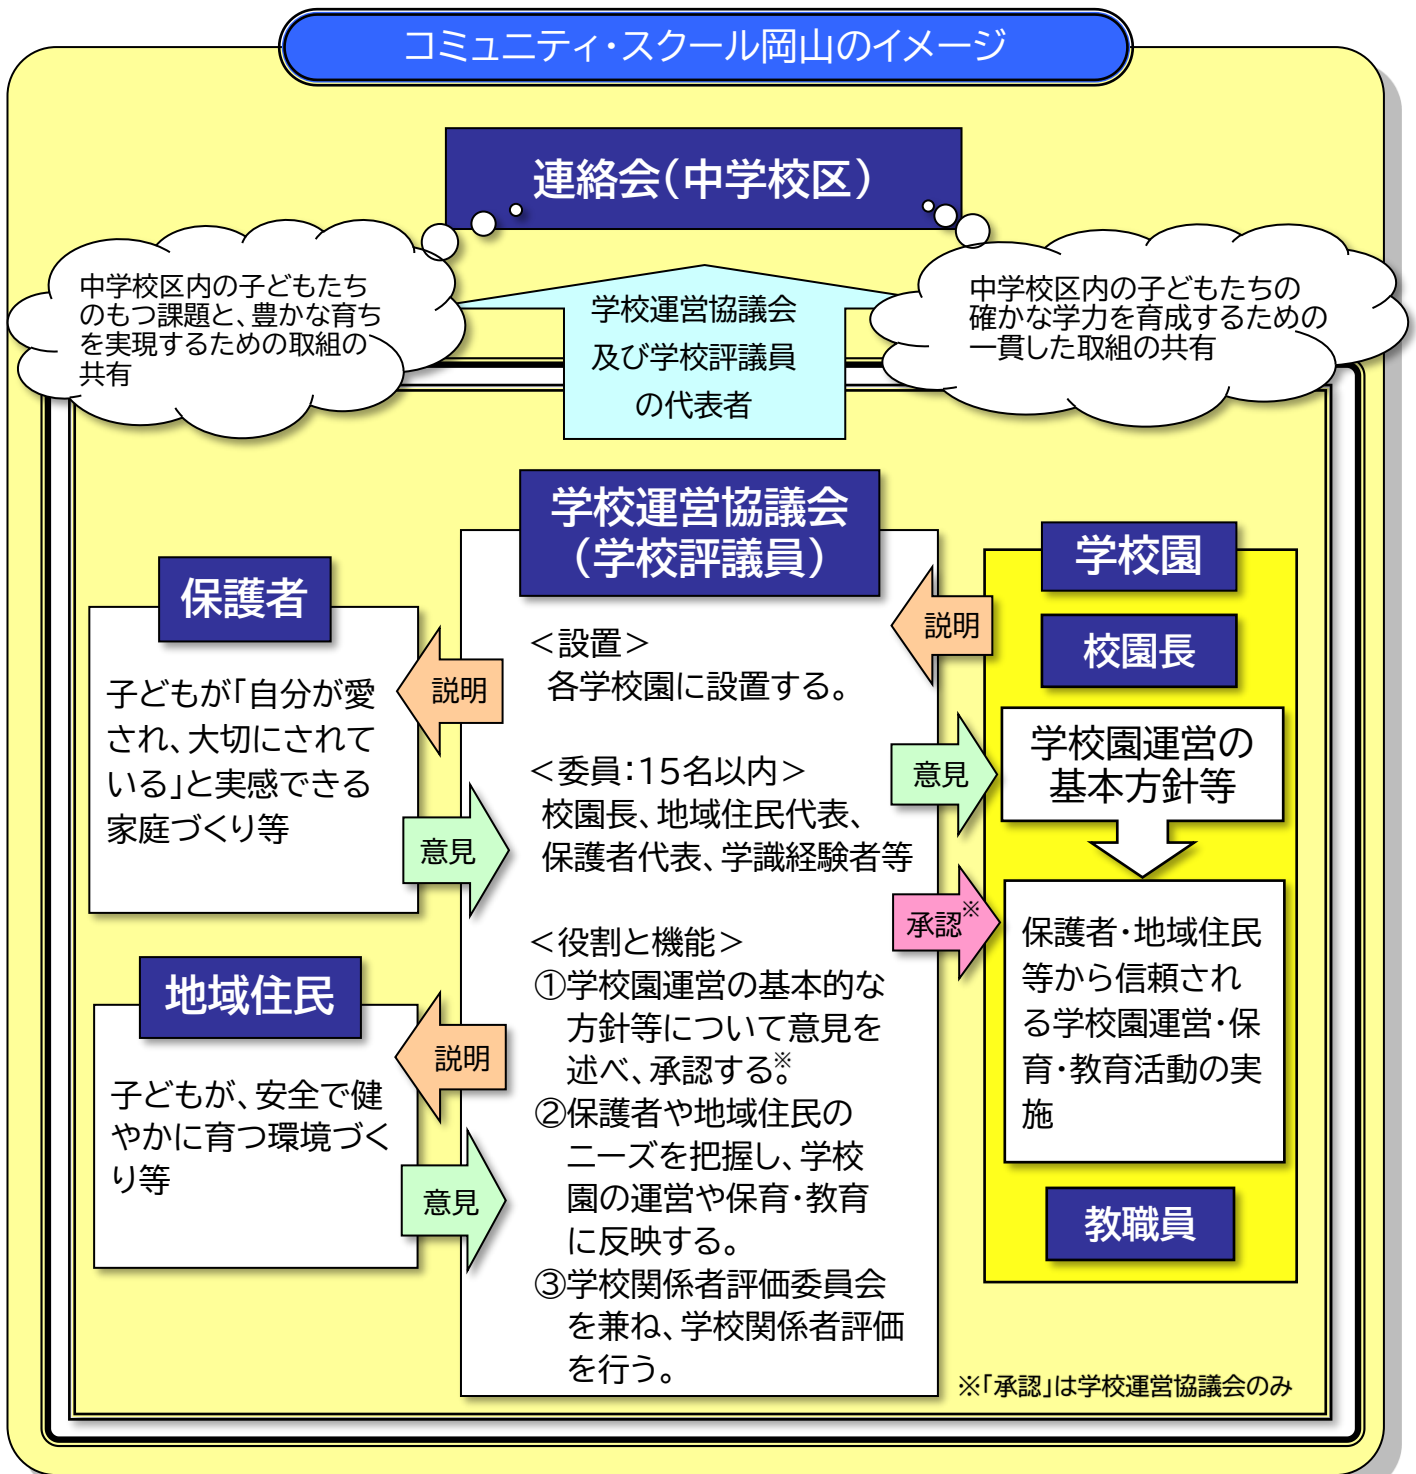 コミュニティ・スクール岡山のイメージ
連絡会(中学校区)
中学校区内の子どもたち
のもつ課題と、豊かな育ち
を実現するための取組の
共有
学校運営協議会
及び学校評議員
の代表者
中学校区内の子どもたちの
確かな学力を育成するための
一貫した取組の共有
保護者
子どもが「自分が愛
され、大切にされて
いる」と実感できる
家庭づくり等
説明
意見
地域住民
子どもが、安全で健
やかに育つ環境づく
り等
説明
意見
学校運営協議会
(学校評議員)
<設置>
各学校園に設置する。
<委員:15名以内>
校園長、地域住民代表、
保護者代表、学識経験者等
<役割と機能>
①学校園運営の基本的な
方針等について意見を
述べ、承認する※。
②保護者や地域住民の
ニーズを把握し、学校
園の運営や保育・教育
に反映する。
③学校関係者評価委員会
を兼ね、学校関係者評価
を行う。
説明
意見
承認※
学校園
校園長
学校園運営の
基本方針等
保護者・地域住民
等から信頼され
る学校園運営・保
育・教育活動の実
施
教職員
※「承認」は学校運営協議会のみ